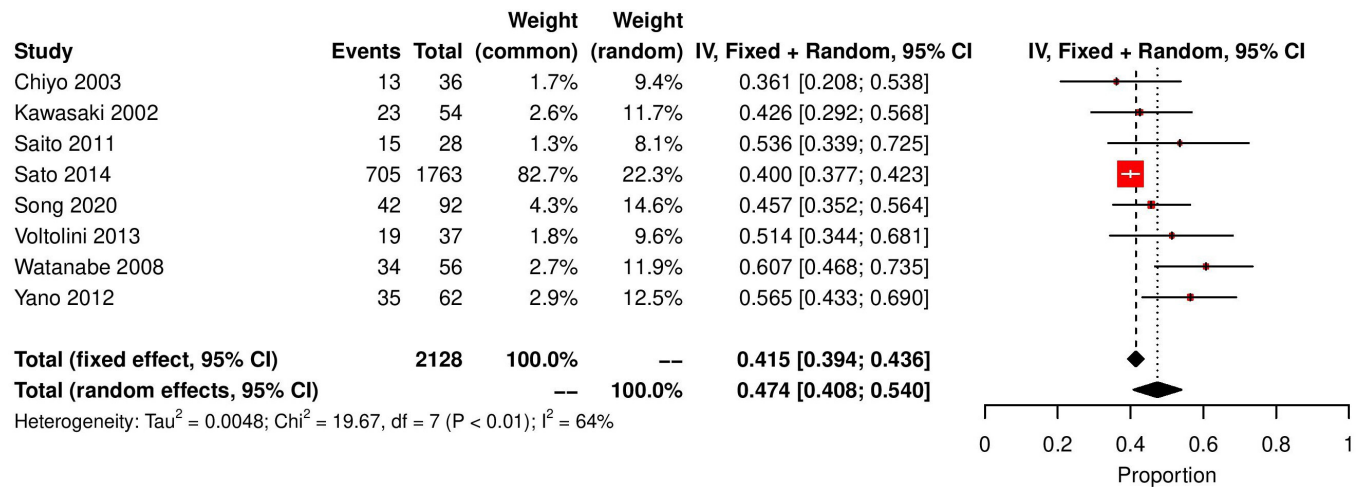 Weight Weight
Study Events Total (common) (random) IV, Fixed + Random, 95% CI IV, Fixed + Random, 95% CI
Chiyo 2003 13 36 1.7% 9.4% 0.361 [0.208; 0.538]
Kawasaki 2002 23 54 2.6% 11.7% 0.426 [0.292; 0.568]
Saito 2011 15 28 1.3% 8.1% 0.536 [0.339; 0.725]
Sato 2014 705 1763 82.7% 22.3% 0.400 [0.377; 0.423]
Song 2020 42 92 4.3% 14.6% 0.457 [0.352; 0.564]
Voltolini 2013 19 37 1.8% 9.6% 0.514 [0.344; 0.681]
Watanabe 2008 34 56 2.7% 11.9% 0.607 [0.468; 0.735]
Yano 2012 35 62 2.9% 12.5% 0.565 [0.433; 0.690]
Total (fixed effect, 95% CI) 2128 100.0% −− 0.415 [0.394; 0.436]
Total (random effects, 95% CI) −− 100.0% 0.474 [0.408; 0.540]
Heterogeneity: Tau² = 0.0048; Chi² = 19.67, df = 7 (P < 0.01); I² = 64%
0 0.2 0.4 0.6 0.8 1
Proportion